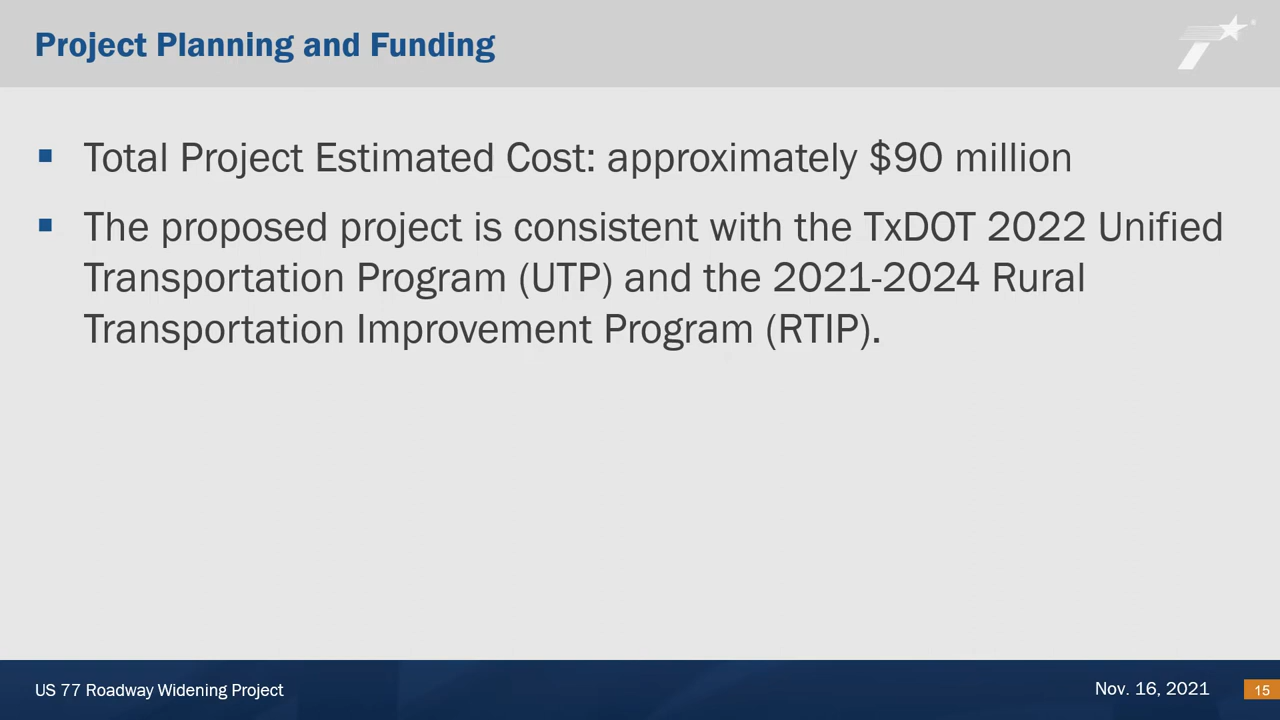 Project Planning and Funding
Total Project Estimated Cost: approximately $90 million
The proposed project is consistent with the TxDOT 2022 Unified
Transportation Program (UTP) and the 2021-2024 Rural
Transportation Improvement Program (RTIP).
US 77 Roadway Widening Project
Nov. 16, 2021
15